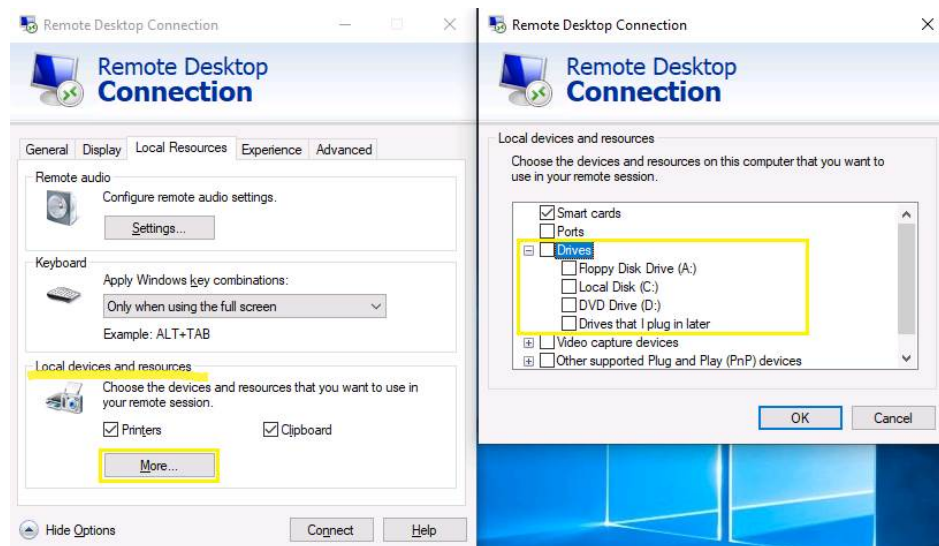 Remote Desktop Connection
Remote Desktop
Connection
General Display Local Resources Experience Advanced
Remote audio
Configure remote audio settings.
Settings...
Keyboard
Apply Windows key combinations:
Only when using the full screen
Example: ALT+TAB
Local devices and resources
Choose the devices and resources that you want to use in
your remote session.
Printers Clipboard
More...
Hide Options Connect Help
Remote Desktop Connection
Remote Desktop
Connection
Local devices and resources
Choose the devices and resources on this computer that you want to
use in your remote session.
Smart cards
Ports
Drives
Floppy Disk Drive (A:)
Local Disk (C:)
DVD Drive (D:)
Drives that I plug in later
Video capture devices
Other supported Plug and Play (PnP) devices
OK Cancel